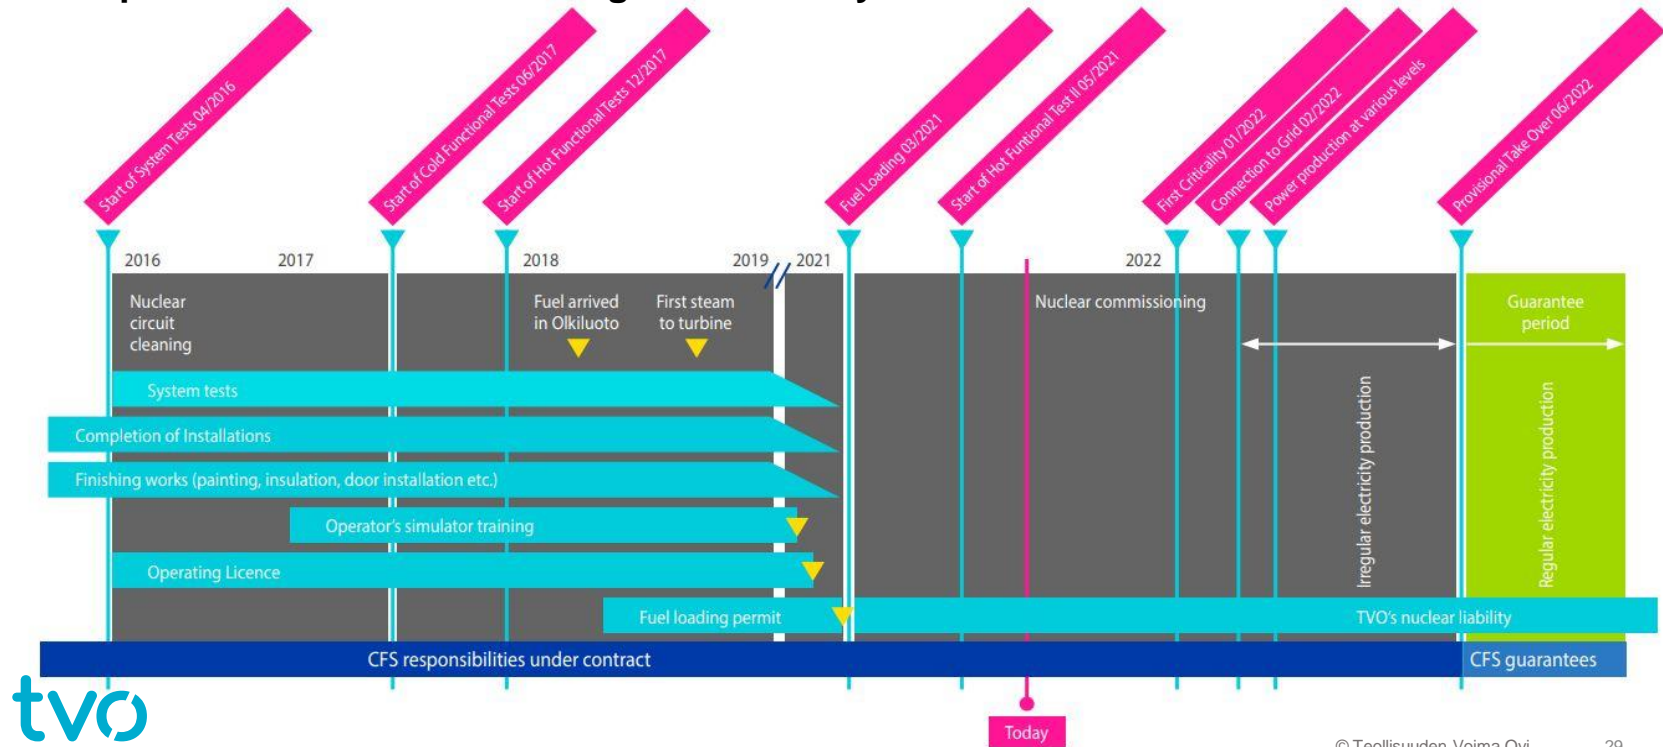 Start of System Tests 04/2016
Start of Cold Functional Tests 06/2017
Start of Hot Functional Tests 12/2017
Fuel Loading 03/2021
Start of Hot Funtional Test II 05/2021
First Criticality 01/2022
Connection to Grid 02/2022
Power production at various levels
Provisional Take Over 06/2022
2016
2017
2018
2019
2021
2022
Nuclear
circuit
cleaning
Fuel arrived
in Olkiluoto
First steam
to turbine
Nuclear commissioning
Guarantee
period
System tests
Completion of Installations
Finishing works (painting, insulation, door installation etc.)
Operator's simulator training
Operating Licence
Fuel loading permit
Irregular electricity production
Regular electricity production
TVO's nuclear liability
CFS responsibilities under contract
CFS guarantees
tvo
Today
© Teollisuuden Voima Oyj
29